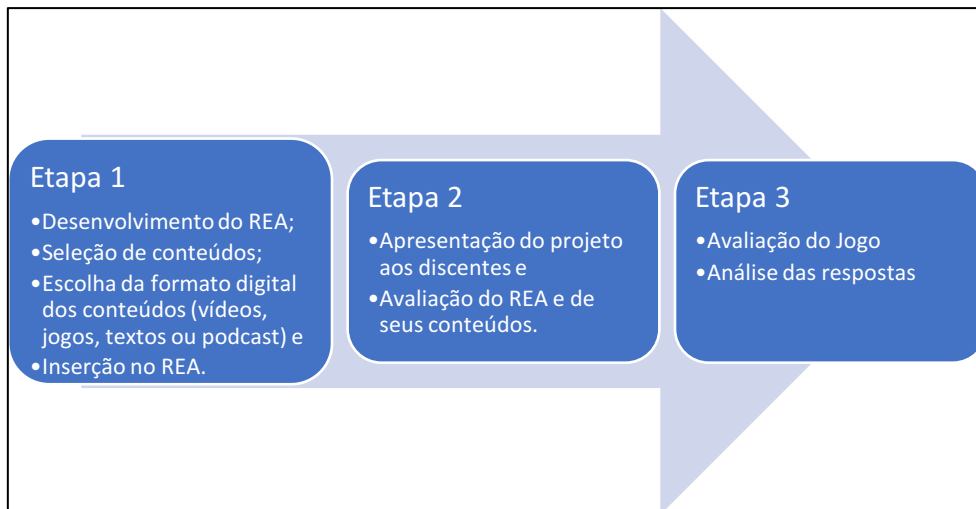 Etapa 1
•Desenvolvimento do REA;
•Seleção de conteúdos;
•Escolha da formato digital
dos conteúdos (vídeos,
jogos, textos ou podcast) e
•Inserção no REA.
Etapa 2
•Apresentação do projeto
aos discentes e
•Avaliação do REA e de
seus conteúdos.
Etapa 3
•Avaliação do Jogo
•Análise das respostas